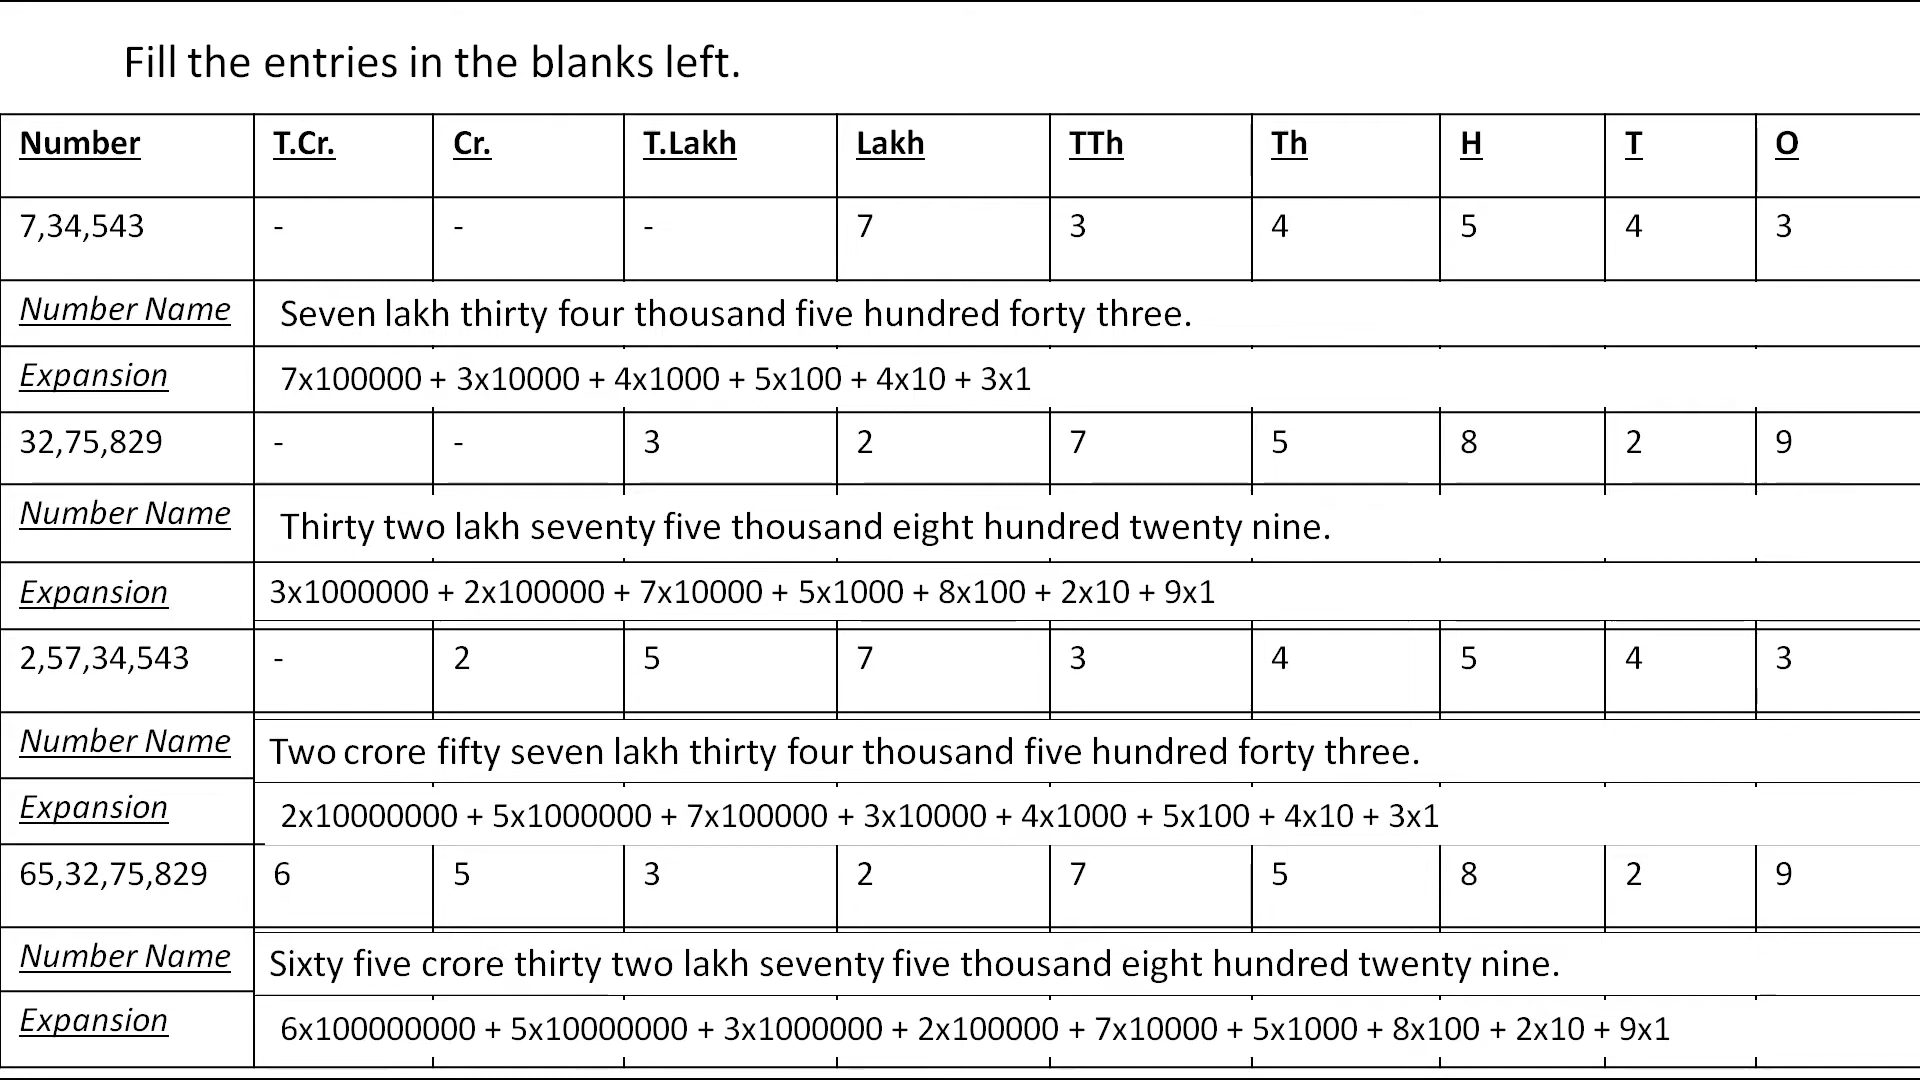 Fill the entries in the blanks left.
Number T.Cr. Cr. T.Lakh Lakh TTh Th H T O
7,34,543 - - - 7 3 4 5 4 3
Number Name Seven lakh thirty four thousand five hundred forty three.
Expansion 7x100000 + 3x10000 + 4x1000 + 5x100 + 4x10 + 3x1
32,75,829 - - 3 2 7 5 8 2 9
Number Name Thirty two lakh seventy five thousand eight hundred twenty nine.
Expansion 3x1000000 + 2x100000 + 7x10000 + 5x1000 + 8x100 + 2x10 + 9x1
2,57,34,543 - 2 5 7 3 4 5 4 3
Number Name Two crore fifty seven lakh thirty four thousand five hundred forty three.
Expansion 2x10000000 + 5x1000000 + 7x100000 + 3x10000 + 4x1000 + 5x100 + 4x10 + 3x1
65,32,75,829 6 5 3 2 7 5 8 2 9
Number Name Sixty five crore thirty two lakh seventy five thousand eight hundred twenty nine.
Expansion 6x100000000 + 5x10000000 + 3x1000000 + 2x100000 + 7x10000 + 5x1000 + 8x100 + 2x10 + 9x1